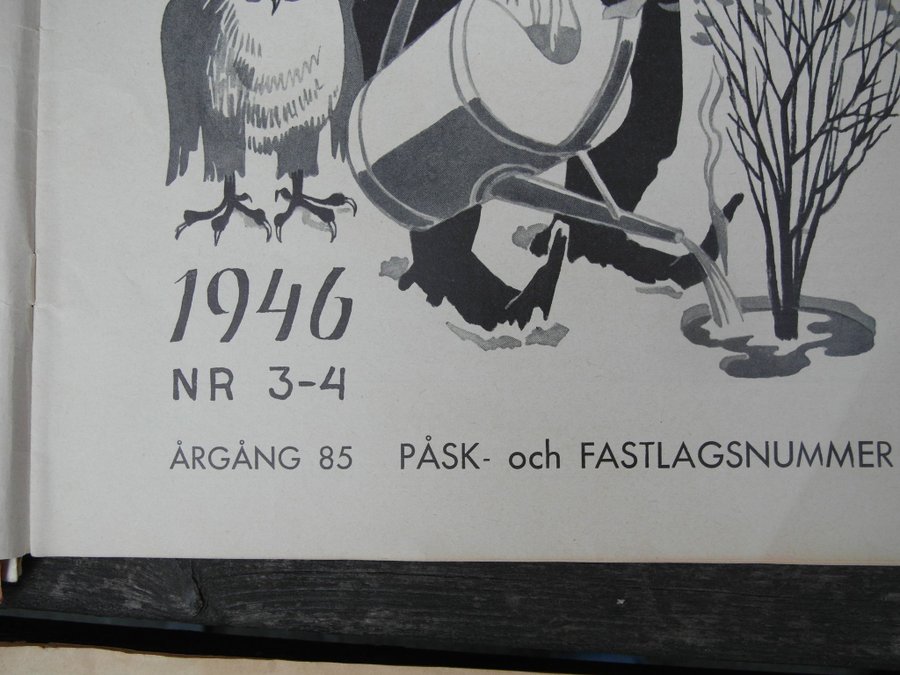 1946
NR 3-4
ÅRGÅNG 85 PÅSK- och FASTLAGSNUMMER